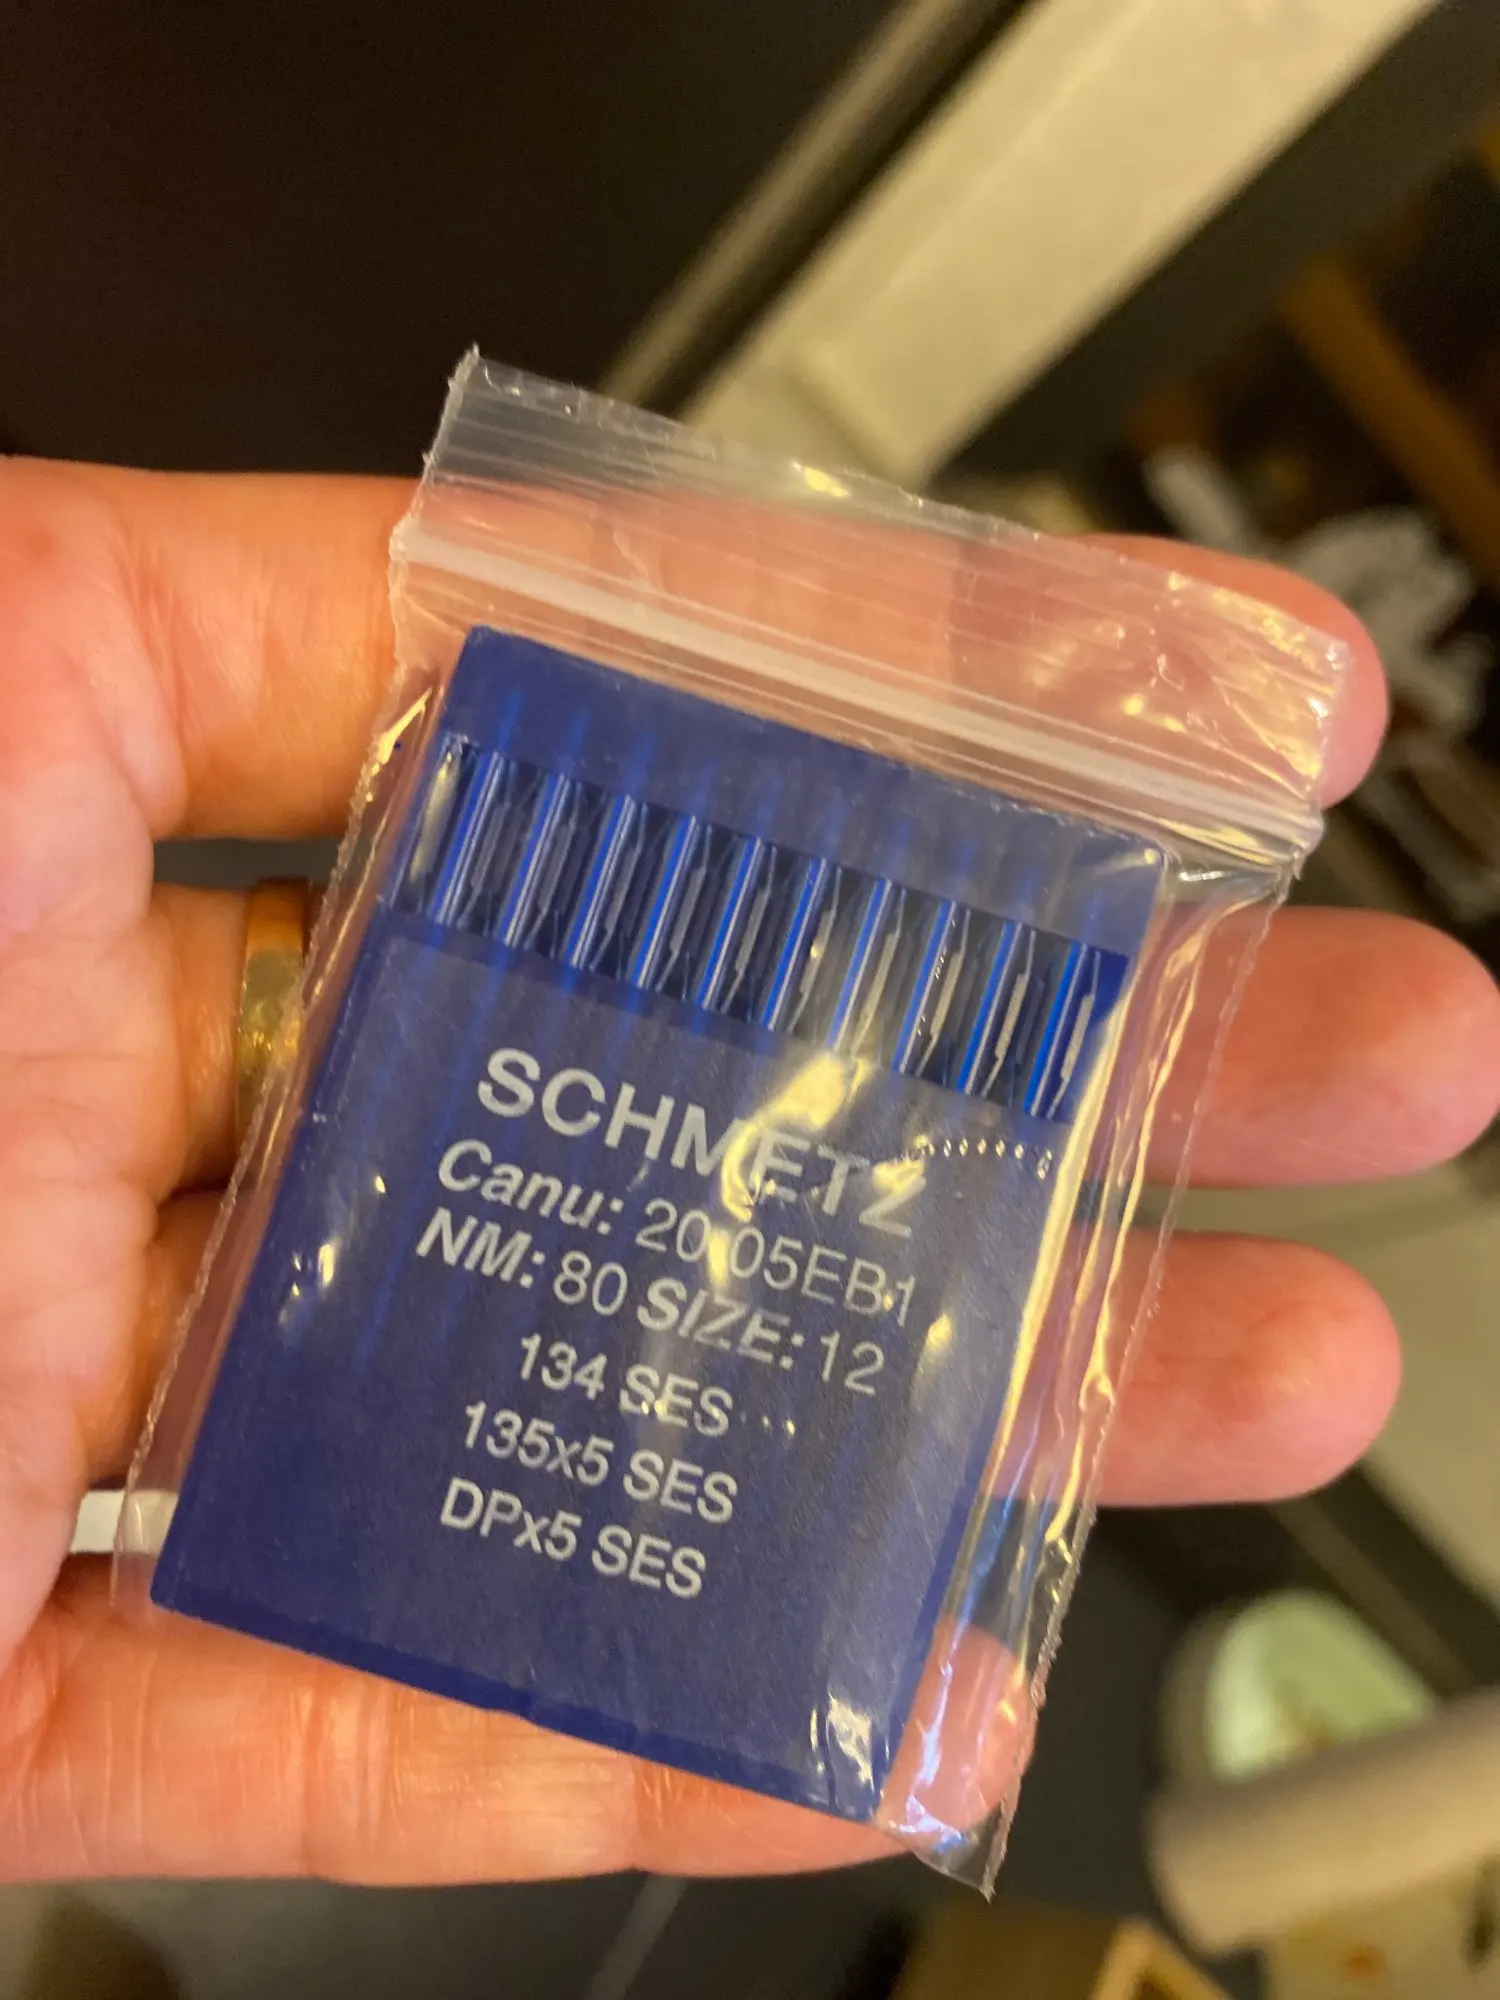 SCHMETZ
Canu: 20:05EB1
NM: 80 SIZE: 12
134 SES
135x5 SES
DPx5 SES